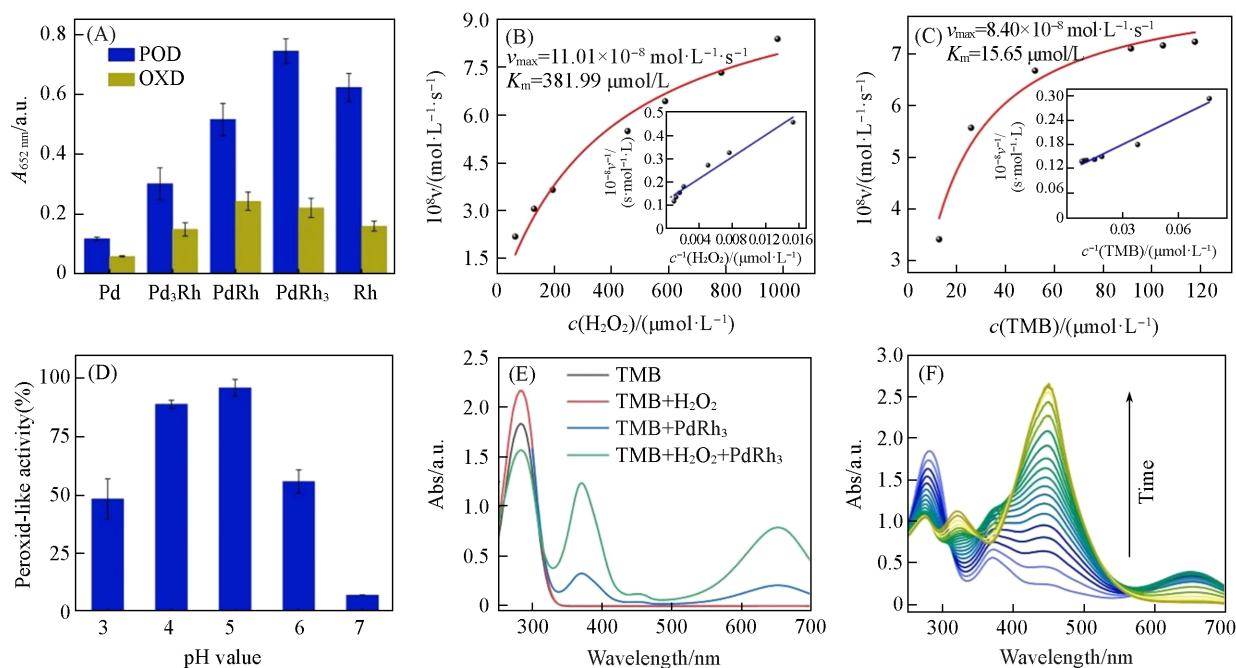 (A)
POD
OXD
A652 nm/a.u.
0.8
0.6
0.4
0.2
0
Pd Pd₃Rh PdRh PdRh₃ Rh
(B)
vmax=11.01×10⁻⁸ mol·L⁻¹·s⁻¹
Km=381.99 μmol/L
10⁸v/(mol·L⁻¹·s⁻¹)
9.0
7.5
6.0
4.5
3.0
1.5
0 200 400 600 800 1000
c(H₂O₂)/(μmol·L⁻¹)
10⁻⁸v⁻¹/
(s·mol⁻¹·L)
0.5
0.4
0.3
0.2
0.1
0
0.004 0.008 0.012 0.016
c⁻¹(H₂O₂)/(μmol·L⁻¹)
(C)
vmax=8.40×10⁻⁸ mol·L⁻¹·s⁻¹
Km=15.65 μmol/L
10⁸v/(mol·L⁻¹·s⁻¹)
7
6
5
4
3
0 20 40 60 80 100 120
c(TMB)/(μmol·L⁻¹)
10⁻⁸v⁻¹/
(s·mol⁻¹·L)
0.30
0.24
0.18
0.12
0.06
0 0.03 0.06
c⁻¹(TMB)/(μmol·L⁻¹)
(D)
Peroxid-like activity(%)
100
75
50
25
0
3 4 5 6 7
pH value
(E)
TMB
TMB+H₂O₂
TMB+PdRh₃
TMB+H₂O₂+PdRh₃
Abs/a.u.
2.5
2.0
1.5
1.0
0.5
0
300 400 500 600 700
Wavelength/nm
(F)
Time
Abs/a.u.
3.0
2.5
2.0
1.5
1.0
0.5
0
300 400 500 600 700
Wavelength/nm